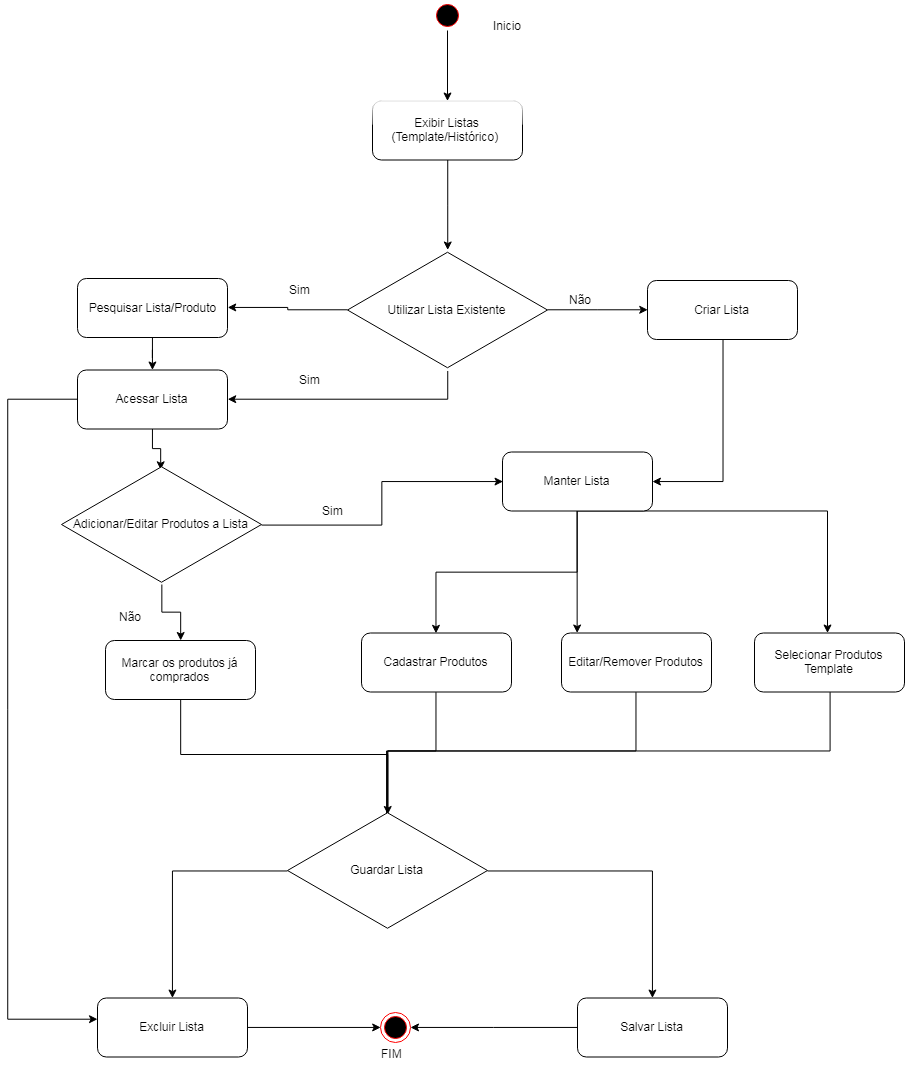 Inicio
Exibir Listas
(Template/Histórico)
Sim
Pesquisar Lista/Produto
Utilizar Lista Existente
Não
Criar Lista
Sim
Acessar Lista
Manter Lista
Sim
Adicionar/Editar Produtos a Lista
Não
Marcar os produtos já
comprados
Cadastrar Produtos
Editar/Remover Produtos
Selecionar Produtos
Template
Guardar Lista
Excluir Lista
Salvar Lista
FIM